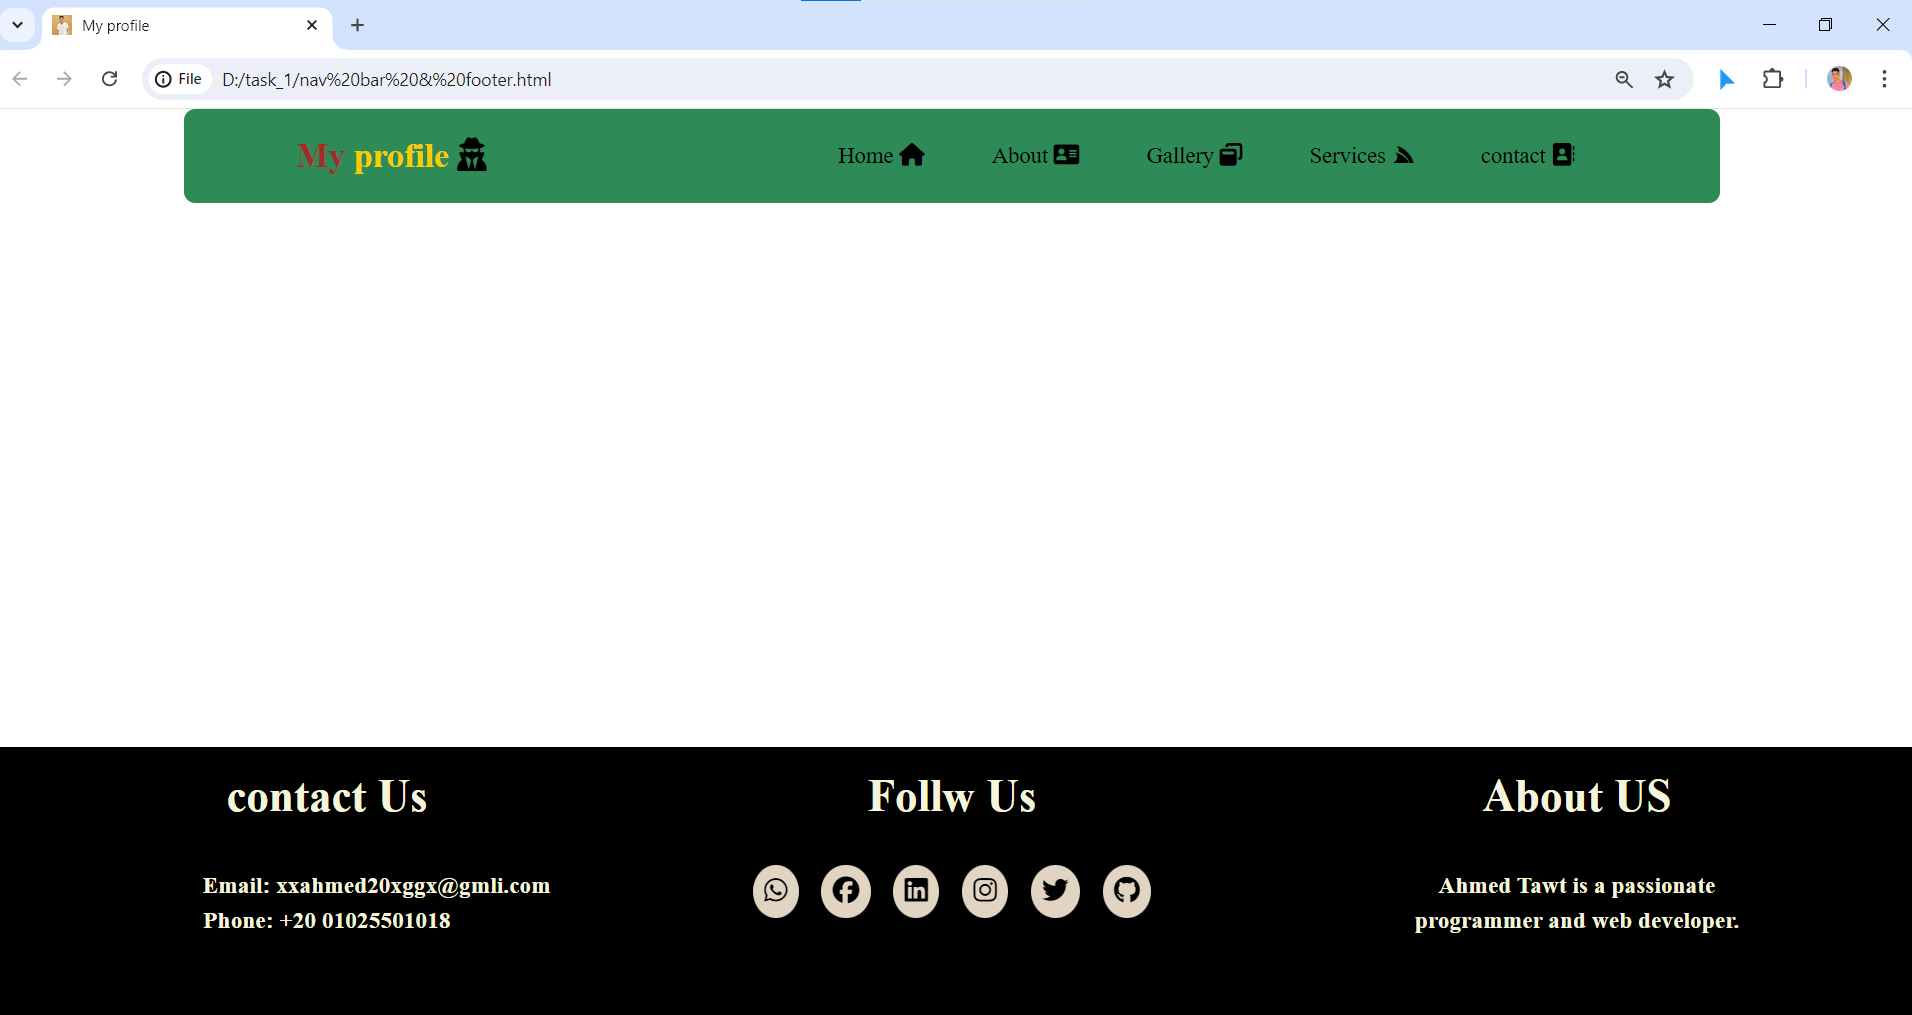 My profile
File D:/task_1/nav%20bar%20&%20footer.html
My profile Home About Gallery Services contact
contact Us
Email: xxahmed20xggx@gmli.com
Phone: +20 01025501018
Follw Us
About US
Ahmed Tawt is a passionate
programmer and web developer.